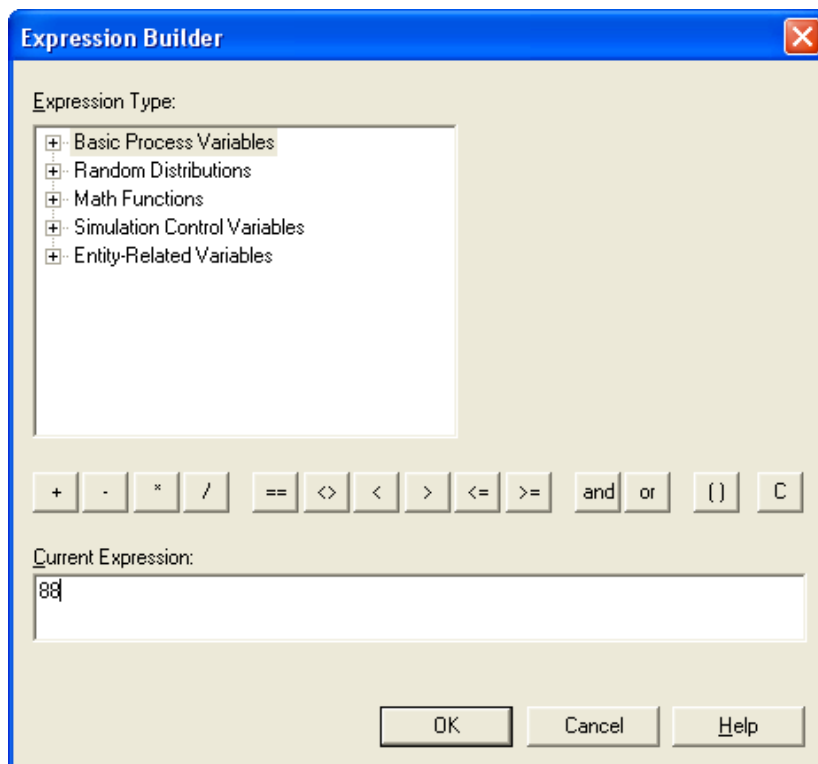 Expression Builder
Expression Type:
Basic Process Variables
Random Distributions
Math Functions
Simulation Control Variables
Entity-Related Variables
+ - * / == <> < > <= >= and or () C
Current Expression:
88
OK Cancel Help